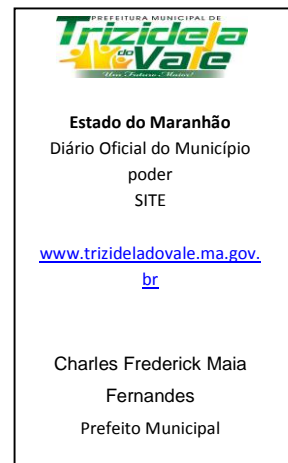 PREFEITURA MUNICIPAL DE
Trizidela
do Vale
Um Futuro Maior!
Estado do Maranhão
Diário Oficial do Município
poder
SITE
www.trizideladovale.ma.gov.
br
Charles Frederick Maia
Fernandes
Prefeito Municipal